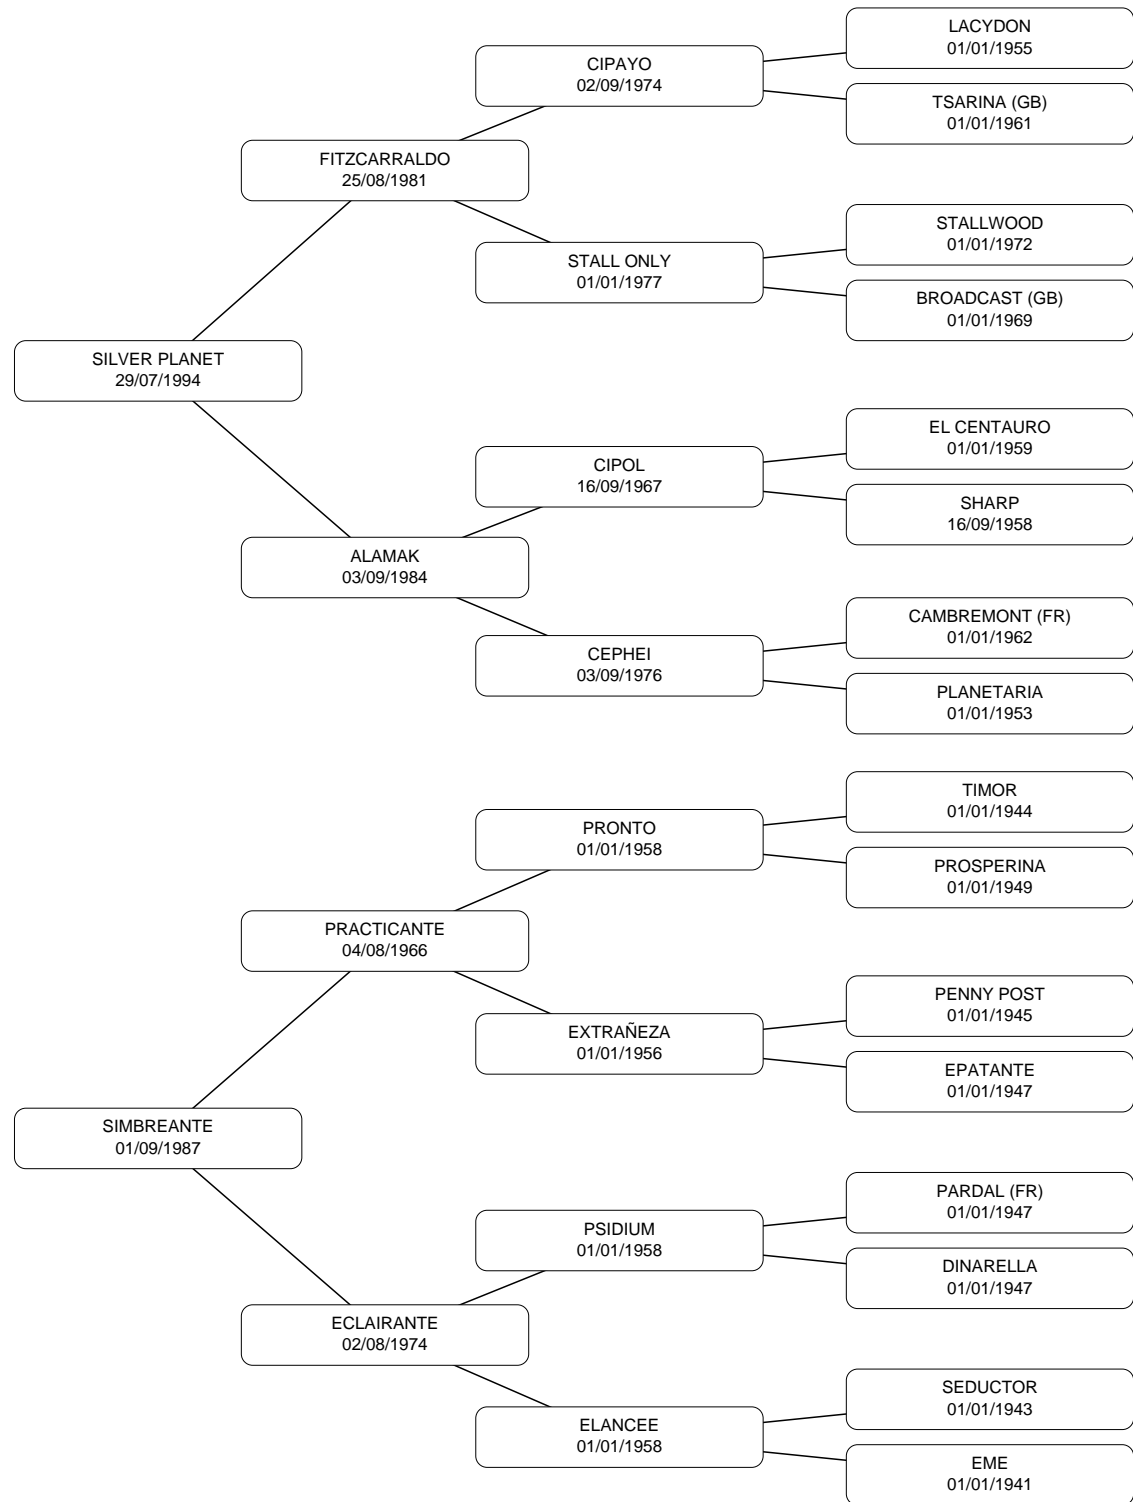 LACYDON
01/01/1955
CIPAYO
02/09/1974
TSARINA (GB)
01/01/1961
FITZCARRALDO
25/08/1981
STALLWOOD
01/01/1972
STALL ONLY
01/01/1977
BROADCAST (GB)
01/01/1969
SILVER PLANET
29/07/1994
EL CENTAURO
01/01/1959
CIPOL
16/09/1967
SHARP
16/09/1958
ALAMAK
03/09/1984
CAMBREMONT (FR)
01/01/1962
CEPHEI
03/09/1976
PLANETARIA
01/01/1953
TIMOR
01/01/1944
PRONTO
01/01/1958
PROSPERINA
01/01/1949
PRACTICANTE
04/08/1966
PENNY POST
01/01/1945
EXTRAÑEZA
01/01/1956
EPATANTE
01/01/1947
SIMBREANTE
01/09/1987
PARDAL (FR)
01/01/1947
PSIDIUM
01/01/1958
DINARELLA
01/01/1947
ECLAIRANTE
02/08/1974
SEDUCTOR
01/01/1943
ELANCEE
01/01/1958
EME
01/01/1941